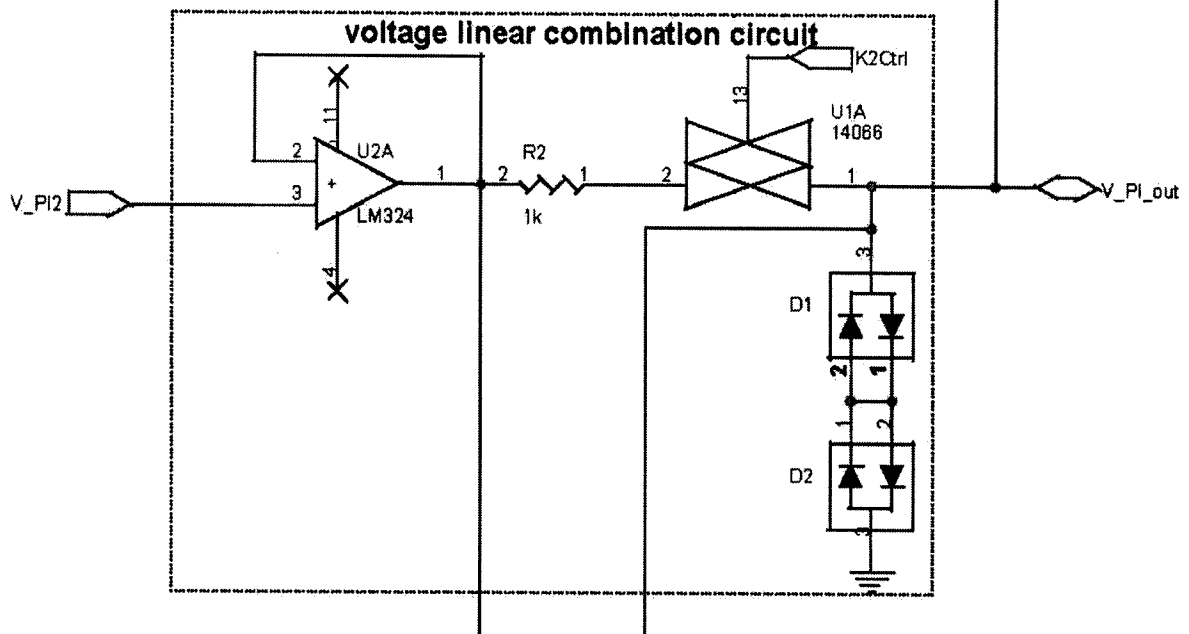 voltage linear combination circuit
K2Ctrl
13
U1A
14066
11
2
U2A
1
2
R2
1
2
1
V_PI2
3
+
LM324
1k
V_PI_out
4
3
D1
2
1
1
2
D2
3